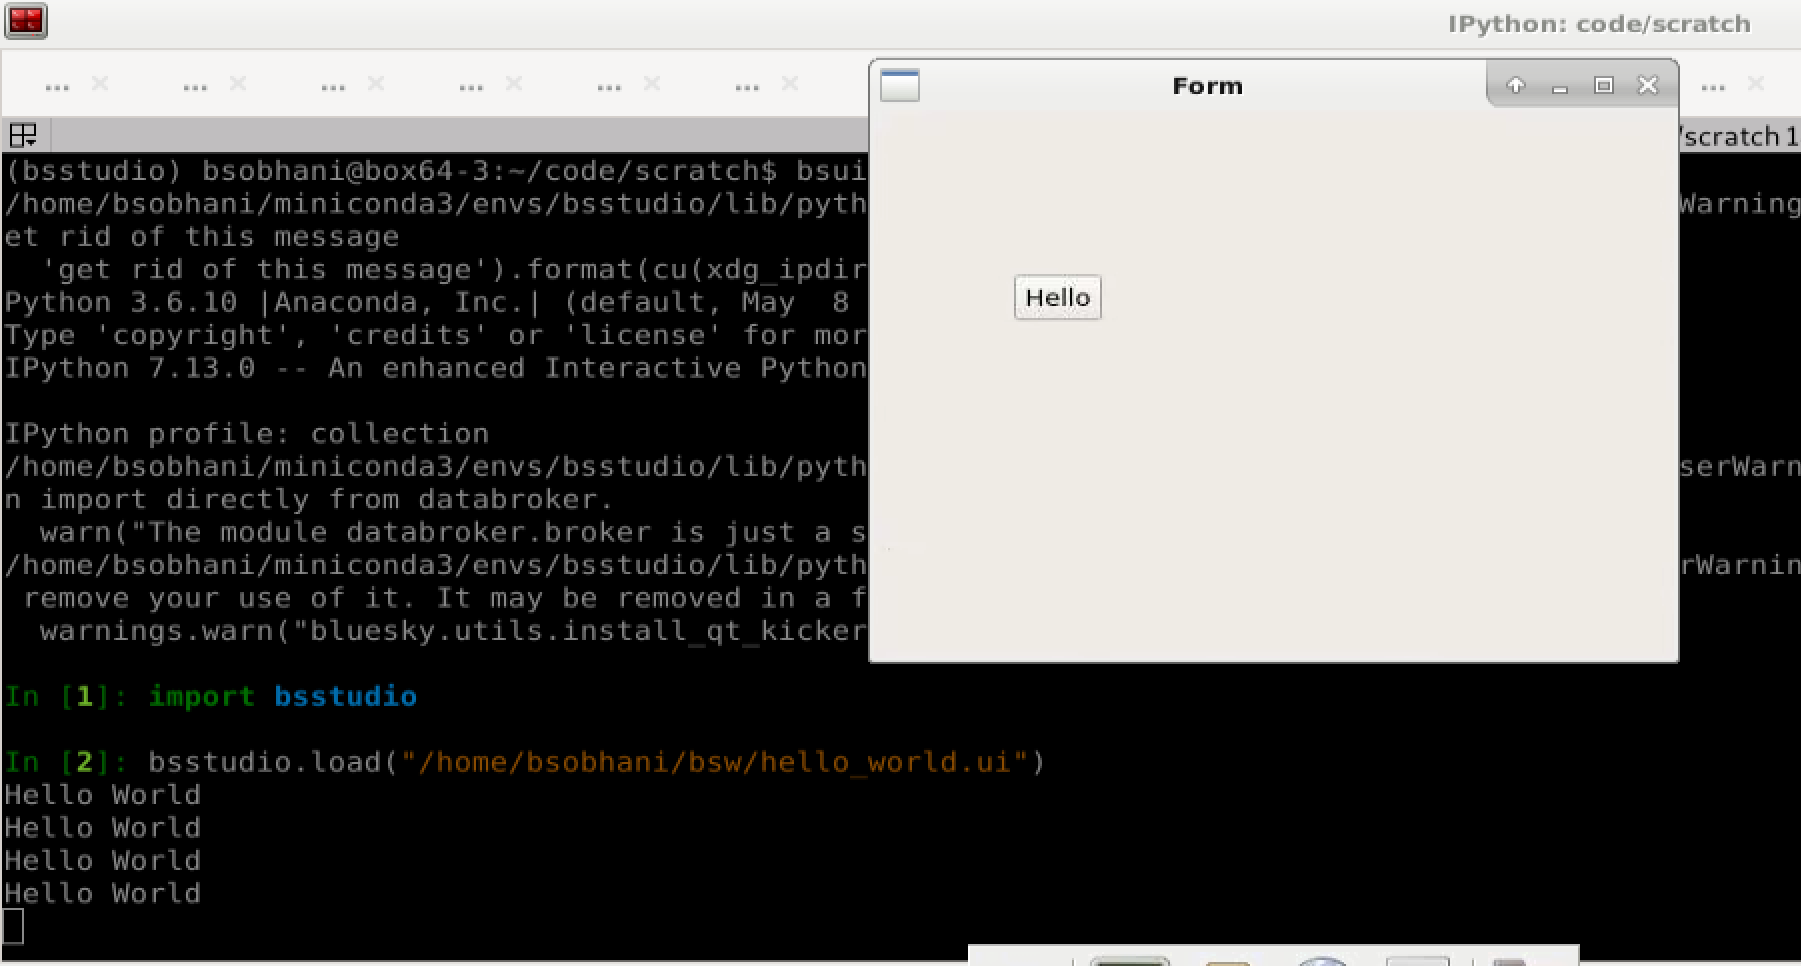 IPython: code/scratch
... × ... × ... × ... × ... × ... × ... ×
Form
/scratch 1
(bsstudio) bsobhani@box64-3:~/code/scratch$ bsui
/home/bsobhani/miniconda3/envs/bsstudio/lib/pyth Warning
et rid of this message
'get rid of this message').format(cu(xdg_ipdir
Python 3.6.10 |Anaconda, Inc.| (default, May  8
Type 'copyright', 'credits' or 'license' for mor
IPython 7.13.0 -- An enhanced Interactive Python
Hello
IPython profile: collection
/home/bsobhani/miniconda3/envs/bsstudio/lib/pyth serWarn
n import directly from databroker.
warn("The module databroker.broker is just a s
/home/bsobhani/miniconda3/envs/bsstudio/lib/pyth rWarnin
remove your use of it. It may be removed in a f
warnings.warn("bluesky.utils.install_qt_kicker
In [1]: import bsstudio
In [2]: bsstudio.load("/home/bsobhani/bsw/hello_world.ui")
Hello World
Hello World
Hello World
Hello World